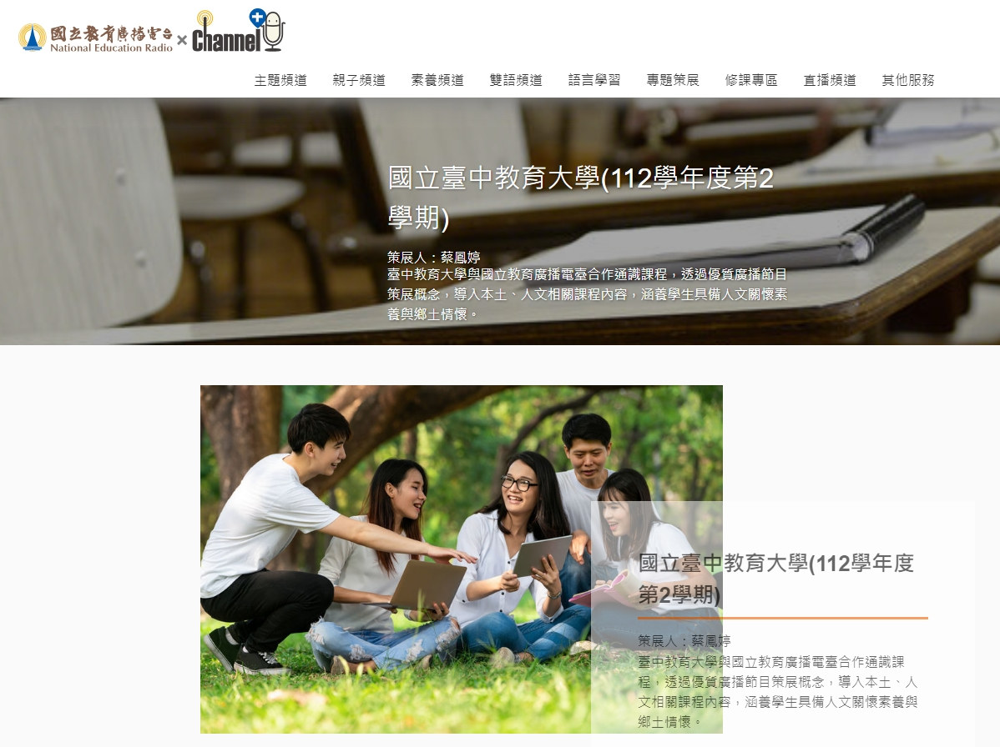 國立教育廣播電台
National Education Radio
×
Channel
主題頻道 親子頻道 素養頻道 雙語頻道 語言學習 專題策展 修課專區 直播頻道 其他服務
國立臺中教育大學(112學年度第2
學期)
策展人：蔡鳳婷
臺中教育大學與國立教育廣播電臺合作通識課程，透過優質廣播節目
策展概念，導入本土、人文相關課程內容，涵養學生具備人文關懷素
養與鄉土情懷。
國立臺中教育大學(112學年度
第2學期)
策展人：蔡鳳婷
臺中教育大學與國立教育廣播電臺合作通識課
程，透過優質廣播節目策展概念，導入本土、人
文相關課程內容，涵養學生具備人文關懷素養與
鄉土情懷。